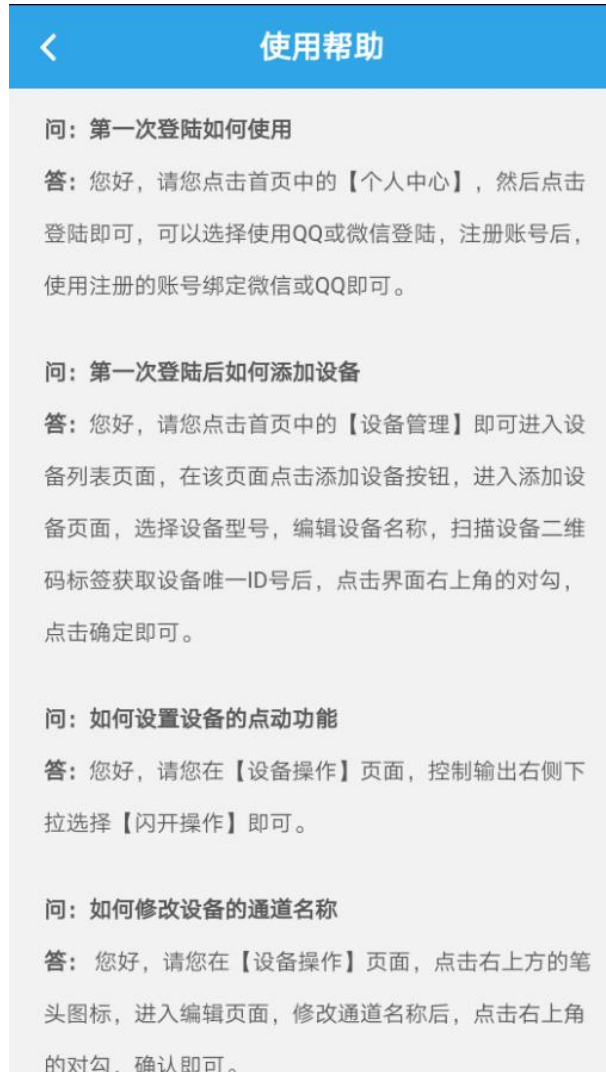 使用帮助
问：第一次登陆如何使用
答：您好，请您点击首页中的【个人中心】，然后点击
登陆即可，可以选择使用QQ或微信登陆，注册账号后，
使用注册的账号绑定微信或QQ即可。
问：第一次登陆后如何添加设备
答：您好，请您点击首页中的【设备管理】即可进入设
备列表页面，在该页面点击添加设备按钮，进入添加设
备页面，选择设备型号，编辑设备名称，扫描设备二维
码标签获取设备唯一ID号后，点击界面右上角的对勾，
点击确定即可。
问：如何设置设备的点动功能
答：您好，请您在【设备操作】页面，控制输出右侧下
拉选择【闪开操作】即可。
问：如何修改设备的通道名称
答： 您好，请您在【设备操作】页面，点击右上方的笔
头图标，进入编辑页面，修改通道名称后，点击右上角
的对勾，确认即可。